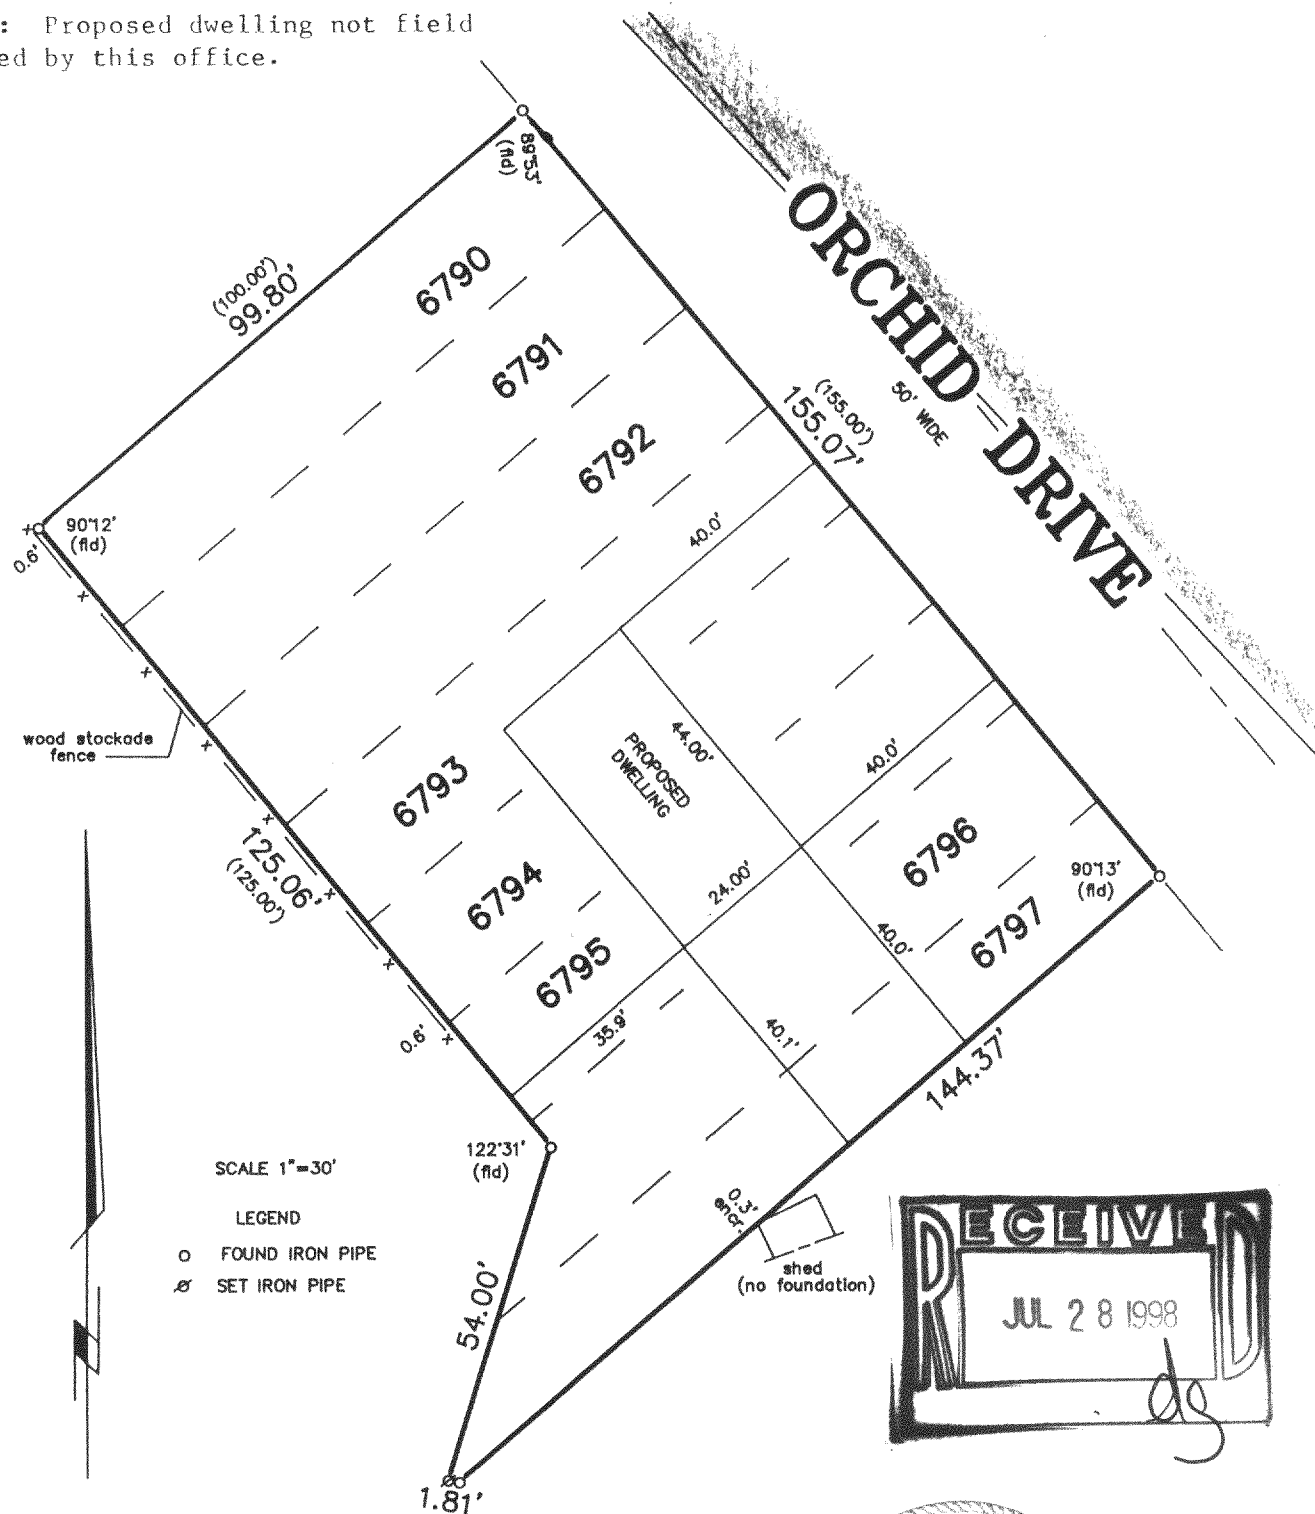 : Proposed dwelling not field
ed by this office.
ORCHID DRIVE
50' WIDE
89°53'
(fld)
(100.00')
99.80'
6790
6791
6792
(155.00')
155.07'
40.0'
90°12'
(fld)
0.6'
wood stockade
fence
44.00'
PROPOSED
DWELLING
40.0'
6793
6794
6795
6796
6797
90°13'
(fld)
24.00'
40.0'
125.06'
(125.00')
0.6'
35.9'
40.1'
144.37'
122°31'
(fld)
SCALE 1"=30'
LEGEND
FOUND IRON PIPE
SET IRON PIPE
54.00'
0.3'
encr.
shed
(no foundation)
1.81'
RECEIVED
JUL 28 1998